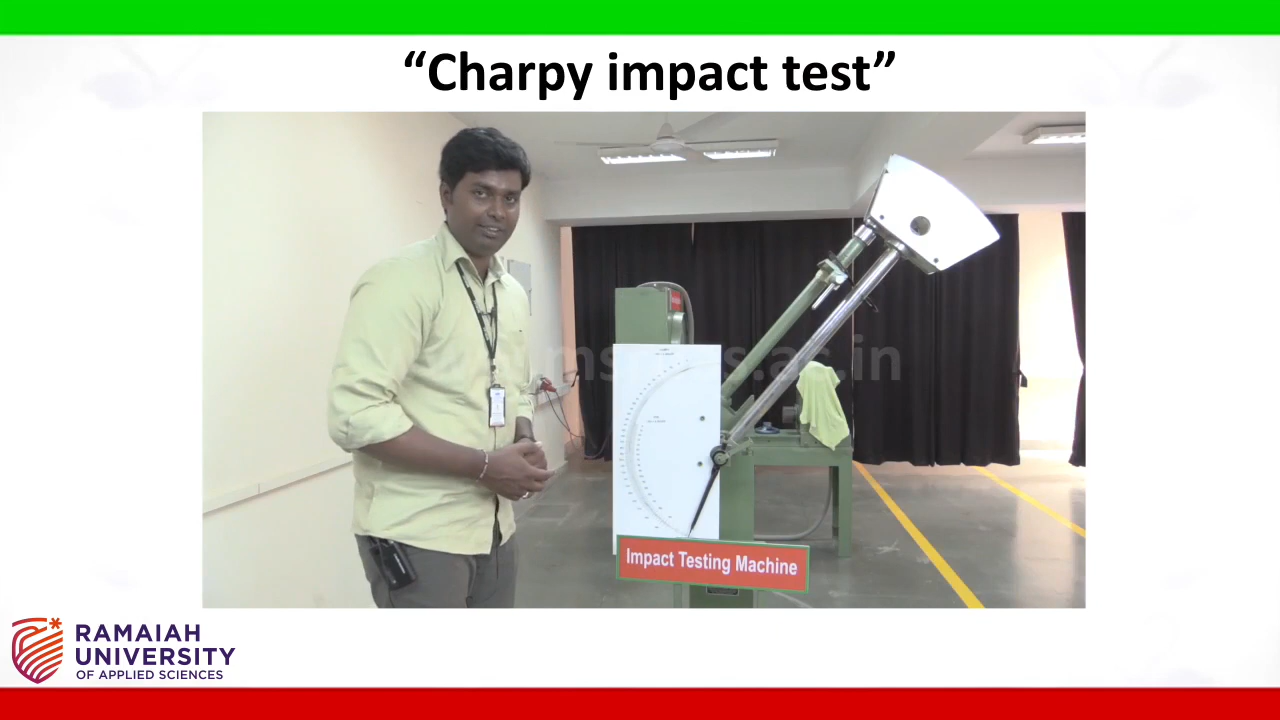 “Charpy impact test”
Impact Testing Machine
RAMAIAH
UNIVERSITY
OF APPLIED SCIENCES